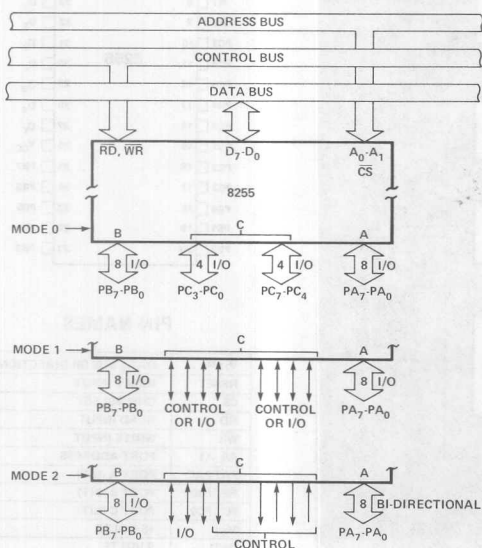 ADDRESS BUS
CONTROL BUS
DATA BUS
RD, WR D7-D0 A0-A1
CS
8255
MODE 0
B C A
8 I/O 4 I/O 4 I/O 8 I/O
PB7-PB0 PC3-PC0 PC7-PC4 PA7-PA0
MODE 1
B C A
8 I/O 8 I/O
PB7-PB0 CONTROL OR I/O CONTROL OR I/O PA7-PA0
MODE 2
B C A
8 I/O 8 BI-DIRECTIONAL
PB7-PB0 I/O CONTROL PA7-PA0